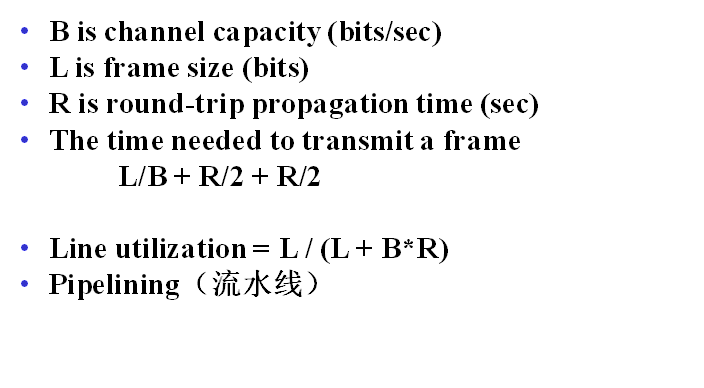 • B is channel capacity (bits/sec)
• L is frame size (bits)
• R is round-trip propagation time (sec)
• The time needed to transmit a frame
L/B + R/2 + R/2
• Line utilization = L / (L + B*R)
• Pipelining（流水线）